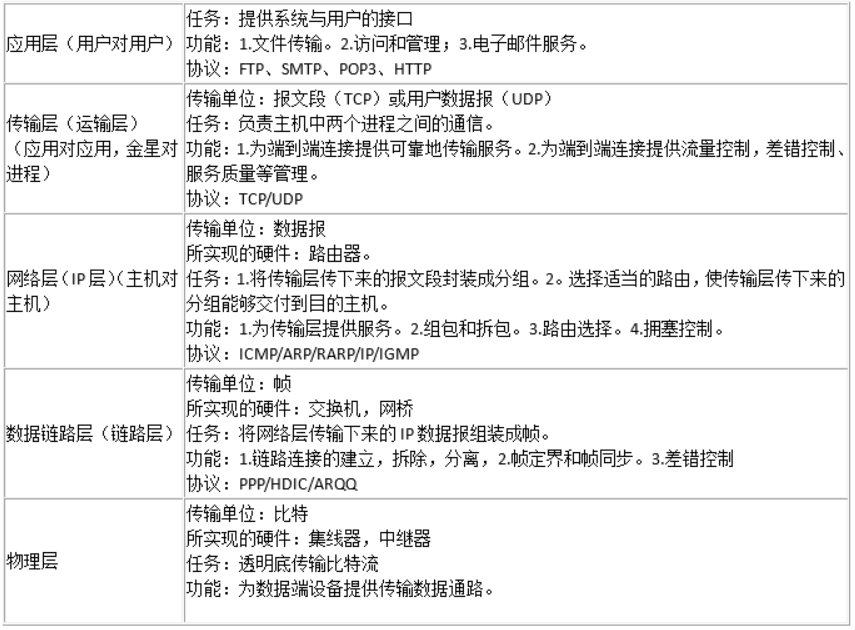 应用层（用户对用户）
任务：提供系统与用户的接口
功能：1.文件传输。2.访问和管理；3.电子邮件服务。
协议：FTP、SMTP、POP3、HTTP
传输层（运输层）
（应用对应用，金星对
进程）
传输单位：报文段（TCP）或用户数据报（UDP）
任务：负责主机中两个进程之间的通信。
功能：1.为端到端连接提供可靠地传输服务。2.为端到端连接提供流量控制，差错控制、
服务质量等管理。
协议：TCP/UDP
网络层（IP层）（主机对
主机）
传输单位：数据报
所实现的硬件：路由器。
任务：1.将传输层传下来的报文段封装成分组。2。选择适当的路由，使传输层传下来的
分组能够交付到目的主机。
功能：1.为传输层提供服务。2.组包和拆包。3.路由选择。4.拥塞控制。
协议：ICMP/ARP/RARP/IP/IGMP
数据链路层（链路层）
传输单位：帧
所实现的硬件：交换机，网桥
任务：将网络层传输下来的IP数据报组装成帧。
功能：1.链路连接的建立，拆除，分离，2.帧定界和帧同步。3.差错控制
协议：PPP/HDIC/ARQQ
物理层
传输单位：比特
所实现的硬件：集线器，中继器
任务：透明底传输比特流
功能：为数据端设备提供传输数据通路。